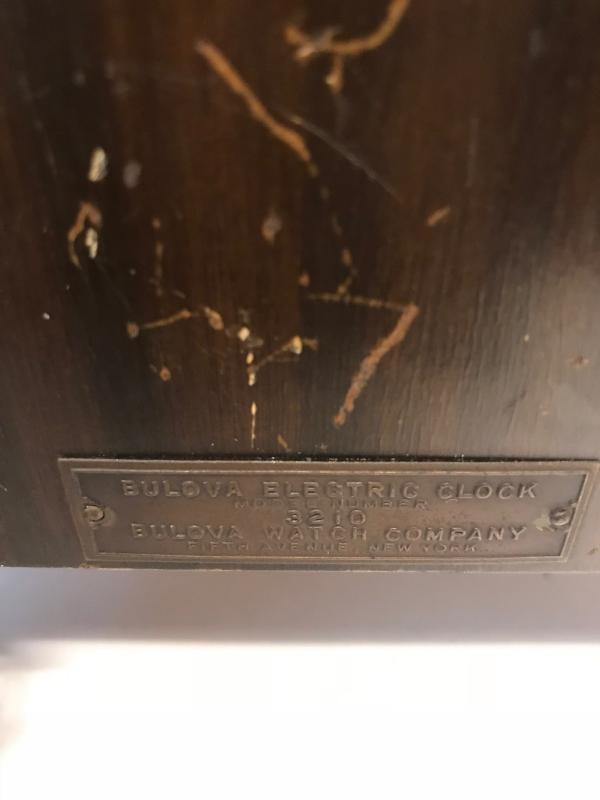 BULOVA ELECTRIC CLOCK
MODEL NUMBER
3210
BULOVA WATCH COMPANY
FIFTH AVENUE, NEW YORK